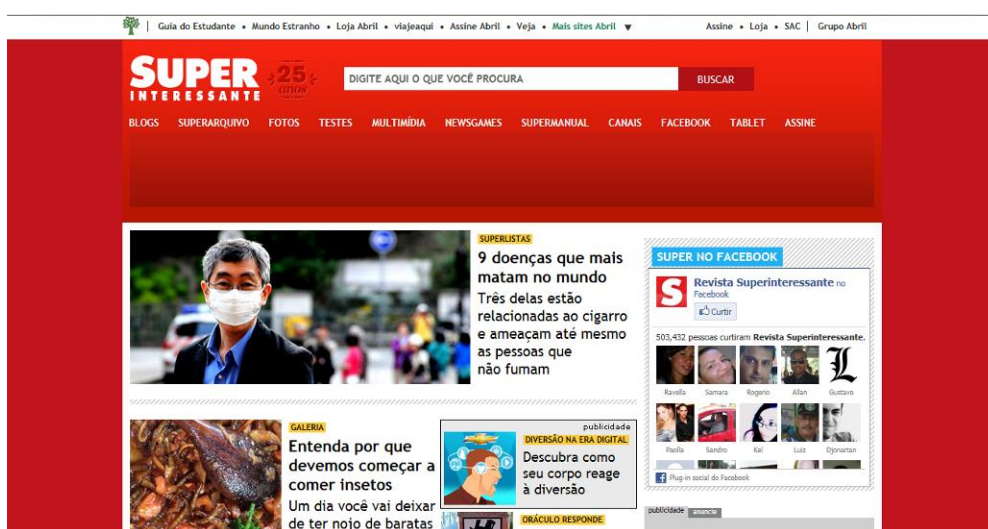 Guia do Estudante • Mundo Estranho • Loja Abril • viajeaqui • Assine Abril • Veja • Mais sites Abril ▼
Assine • Loja • SAC | Grupo Abril
SUPER
INTERESSANTE
25
anos
DIGITE AQUI O QUE VOCÊ PROCURA
BUSCAR
BLOGS SUPERARQUIVO FOTOS TESTES MULTIMÍDIA NEWSGAMES SUPERMANUAL CANAIS FACEBOOK TABLET ASSINE
SUPERLISTAS
9 doenças que mais
matam no mundo
Três delas estão
relacionadas ao cigarro
e ameaçam até mesmo
as pessoas que
não fumam
SUPER NO FACEBOOK
S
Revista Superinteressante no
Facebook
Curtir
503,432 pessoas curtiram Revista Superinteressante.
L
Ravella Samara Rogerio Allan Gustavo
Paolla Sandro Kel Luiz Djonartan
Plug-in social do Facebook
GALERIA
Entenda por que
devemos começar a
comer insetos
Um dia você vai deixar
de ter nojo de baratas
publicidade
DIVERSÃO NA ERA DIGITAL
Descubra como
seu corpo reage
à diversão
ORÁCULO RESPONDE
publicidade anuncie